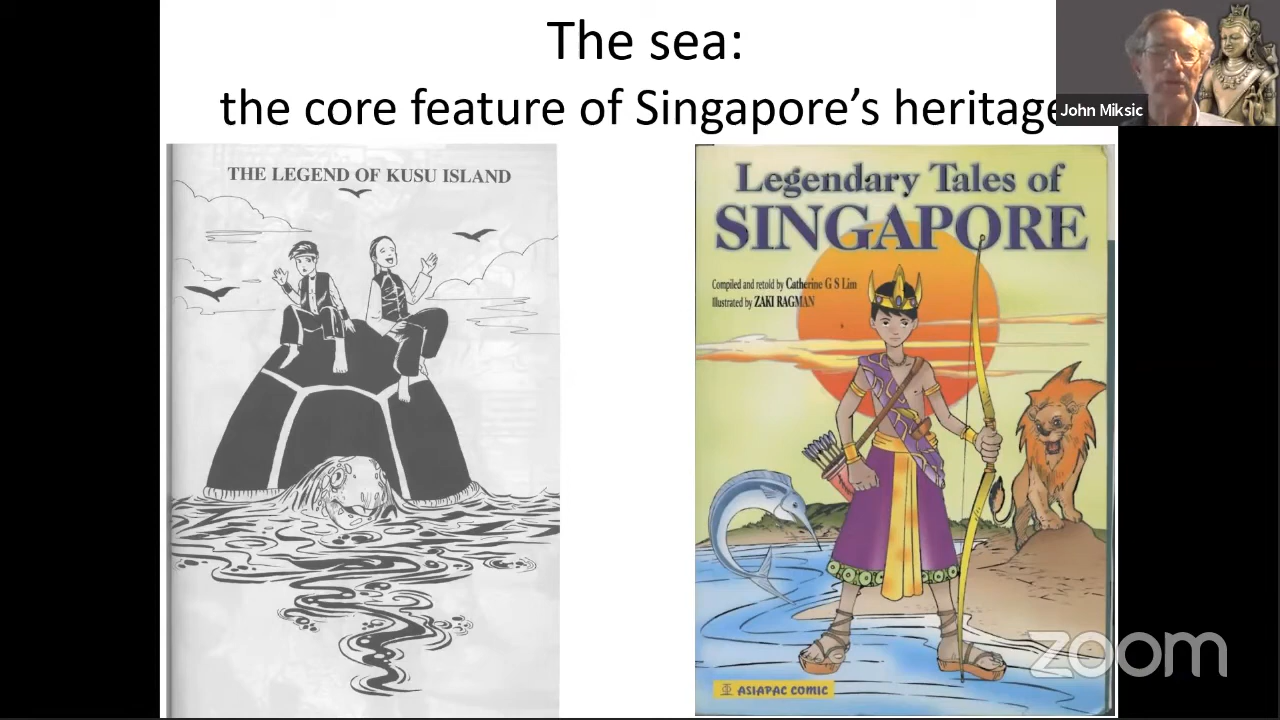 The sea:
the core feature of Singapore's heritage
John Miksic
THE LEGEND OF KUSU ISLAND
Legendary Tales of
SINGAPORE
Compiled and retold by Catherine G S Lim
Illustrated by ZAKI RAGMAN
ASIAPAC COMIC
zoom